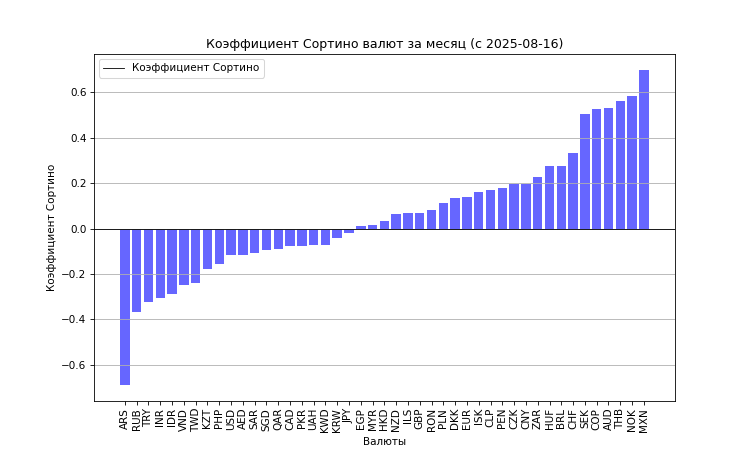 Коэффициент Сортино валют за месяц (с 2025-08-16)
Коэффициент Сортино
Коэффициент Сортино
0.6
0.4
0.2
0.0
−0.2
−0.4
−0.6
ARS RUB TRY INR IDR VND TWD KZT PHP USD AED SAR SGD QAR CAD PKR UAH KWD KRW JPY EGP MYR HKD NZD ILS GBP RON PLN DKK EUR ISK CLP PEN CZK CNY ZAR HUF BRL CHF SEK COP AUD THB NOK MXN
Валюты